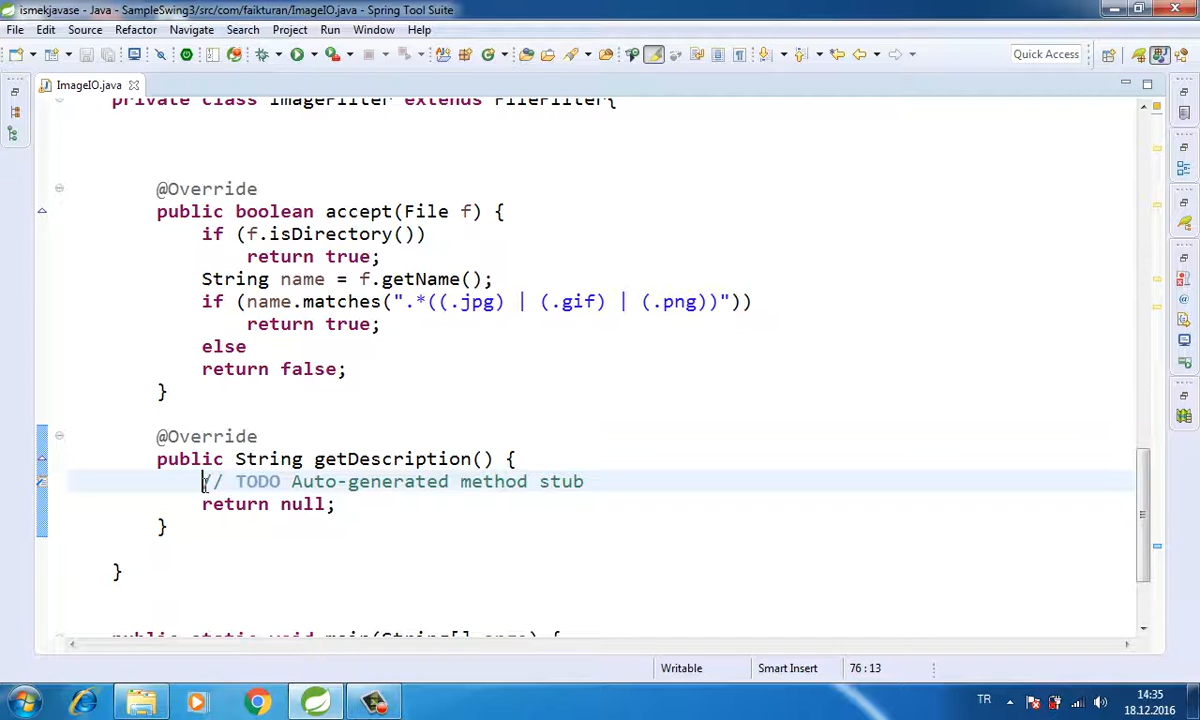 ismekjavase - Java - SampleSwing3/src/com/faikturan/ImageIO.java - Spring Tool Suite
File Edit Source Refactor Navigate Search Project Run Window Help
Quick Access
ImageIO.java
private class ImageFilter extends FileFilter{
@Override
public boolean accept(File f) {
if (f.isDirectory())
return true;
String name = f.getName();
if (name.matches(".*((.jpg) | (.gif) | (.png))"))
return true;
else
return false;
}
@Override
public String getDescription() {
// TODO Auto-generated method stub
return null;
}
}
public static void main(String[] args) {
Writable Smart Insert 76 : 13
TR 14:35
18.12.2016